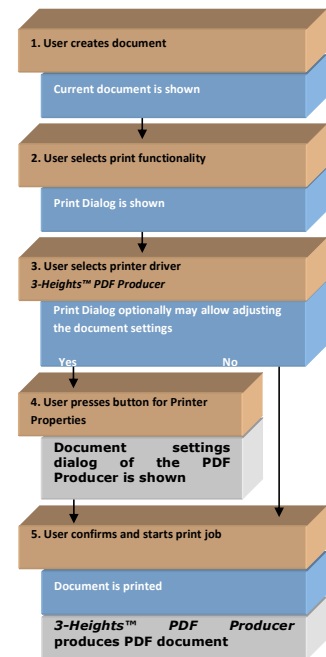 1. User creates document
Current document is shown
2. User selects print functionality
Print Dialog is shown
3. User selects printer driver
3-Heights™ PDF Producer
Print Dialog optionally may allow adjusting
the document settings
Yes No
4. User presses button for Printer
Properties
Document settings
dialog of the PDF
Producer is shown
5. User confirms and starts print job
Document is printed
3-Heights™ PDF Producer
produces PDF document